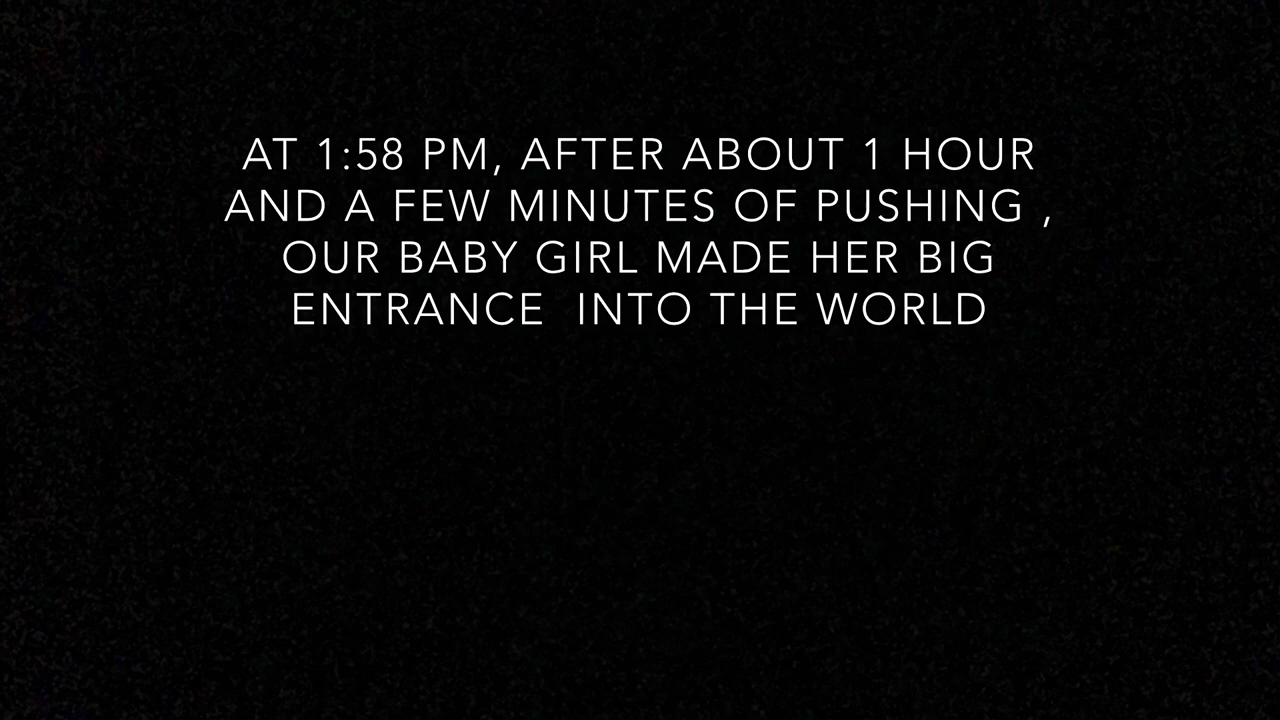 AT 1:58 PM, AFTER ABOUT 1 HOUR
AND A FEW MINUTES OF PUSHING ,
OUR BABY GIRL MADE HER BIG
ENTRANCE  INTO THE WORLD